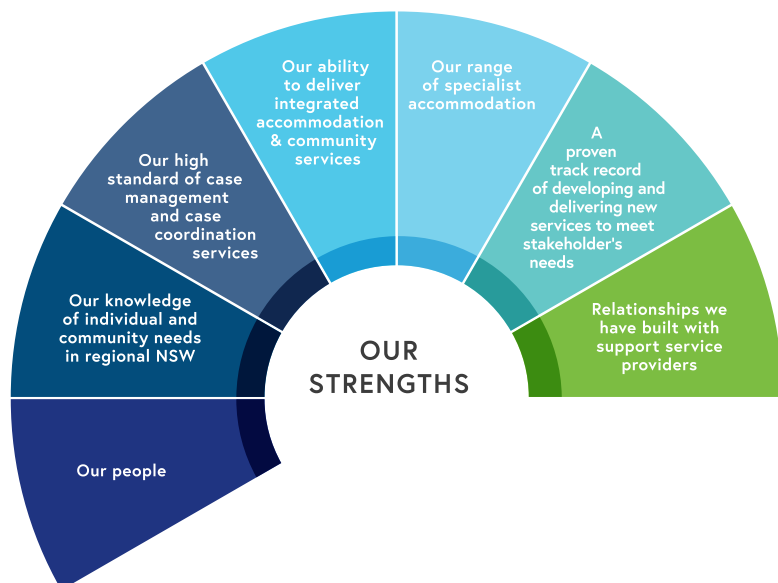 Our ability
to deliver
integrated
accommodation
& community
services
Our range
of specialist
accommodation
A
proven
track record
of developing and
delivering new
services to meet
stakeholder's
needs
Our high
standard of case
management
and case
coordination
services
Our knowledge
of individual and
community needs
in regional NSW
Relationships we
have built with
support service
providers
OUR
STRENGTHS
Our people